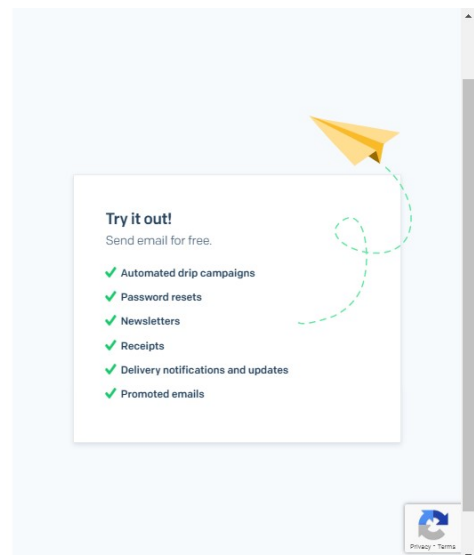 Try it out!
Send email for free.
Automated drip campaigns
Password resets
Newsletters
Receipts
Delivery notifications and updates
Promoted emails
Privacy - Terms